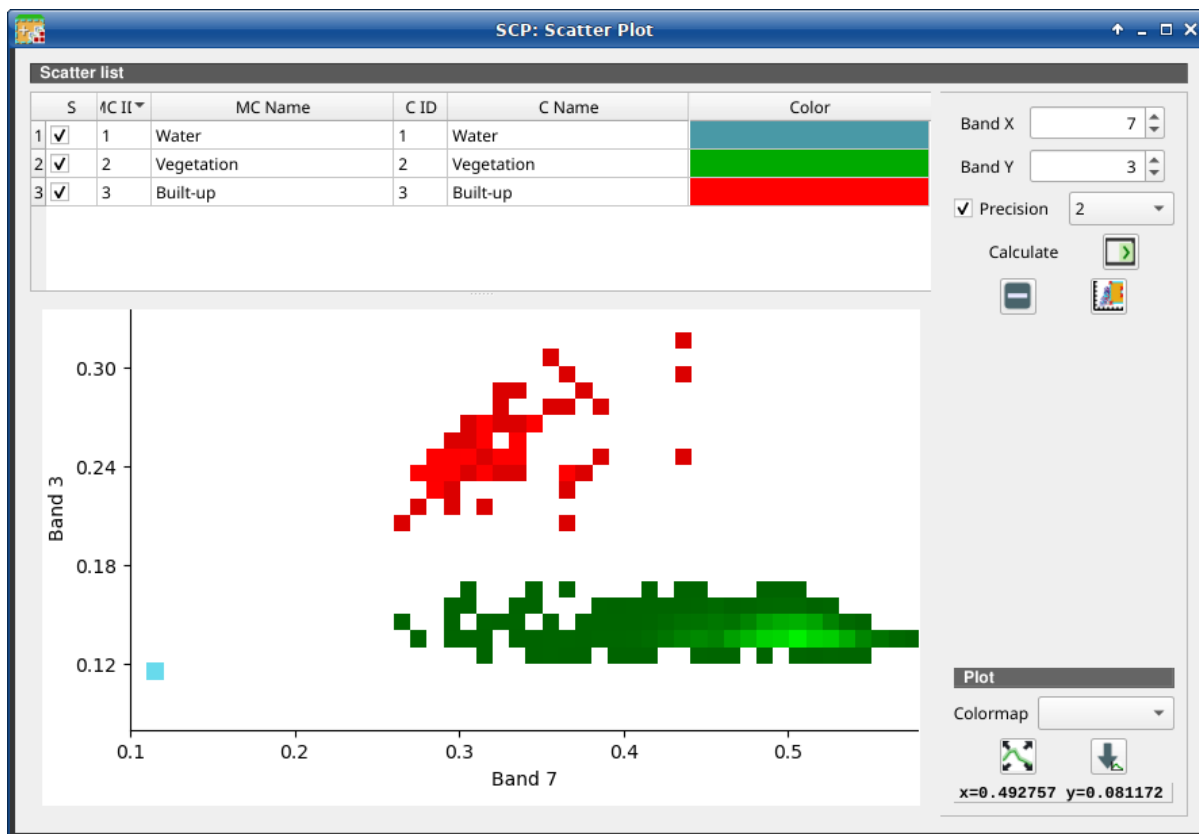 SCP: Scatter Plot
Scatter list
S MC ID MC Name C ID C Name Color
1 1 Water 1 Water
2 2 Vegetation 2 Vegetation
3 3 Built-up 3 Built-up
Band X 7
Band Y 3
Precision 2
Calculate
0.30
0.24
0.18
0.12
Band 3
0.1 0.2 0.3 0.4 0.5
Band 7
Plot
Colormap
x=0.492757 y=0.081172